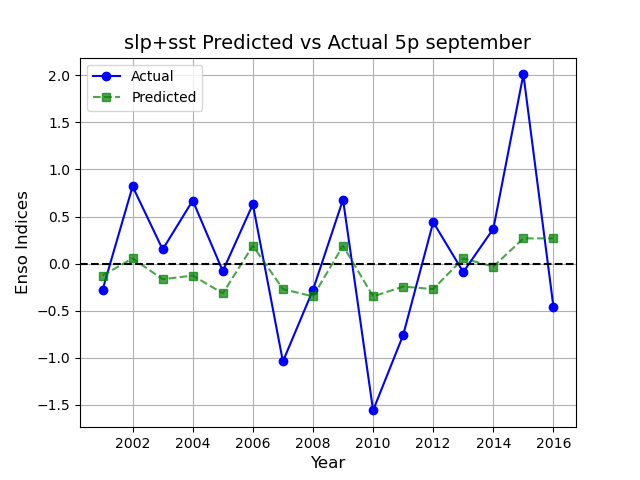 slp+sst Predicted vs Actual 5p september
Actual
Predicted
Enso Indices
2.0
1.5
1.0
0.5
0.0
−0.5
−1.0
−1.5
2002 2004 2006 2008 2010 2012 2014 2016
Year